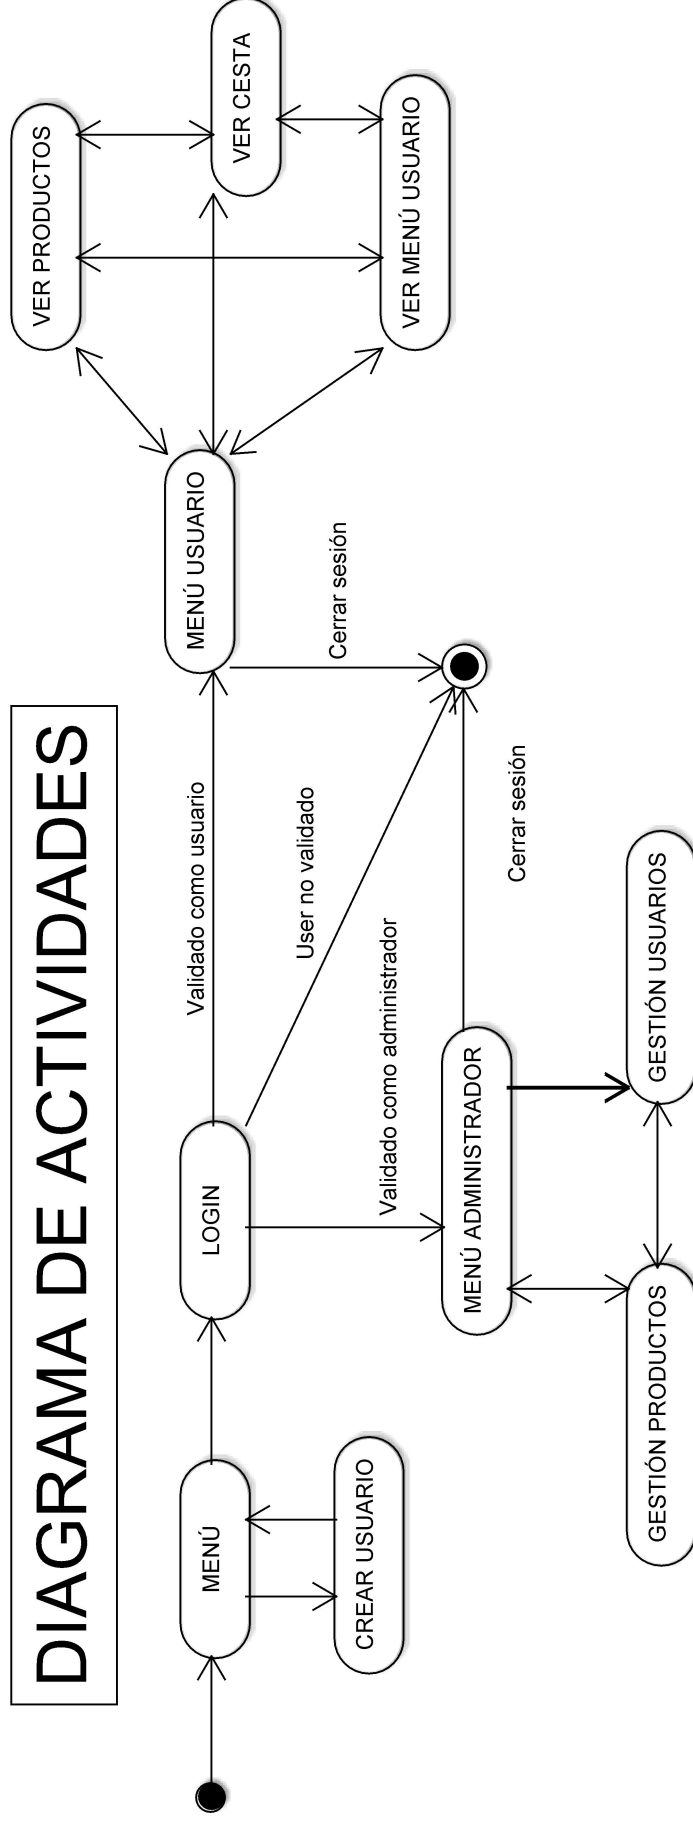 DIAGRAMA DE ACTIVIDADES
MENÚ
CREAR USUARIO
LOGIN
Validado como usuario
User no validado
Validado como administrador
MENÚ USUARIO
Cerrar sesión
VER PRODUCTOS
VER CESTA
VER MENÚ USUARIO
MENÚ ADMINISTRADOR
Cerrar sesión
GESTIÓN PRODUCTOS
GESTIÓN USUARIOS